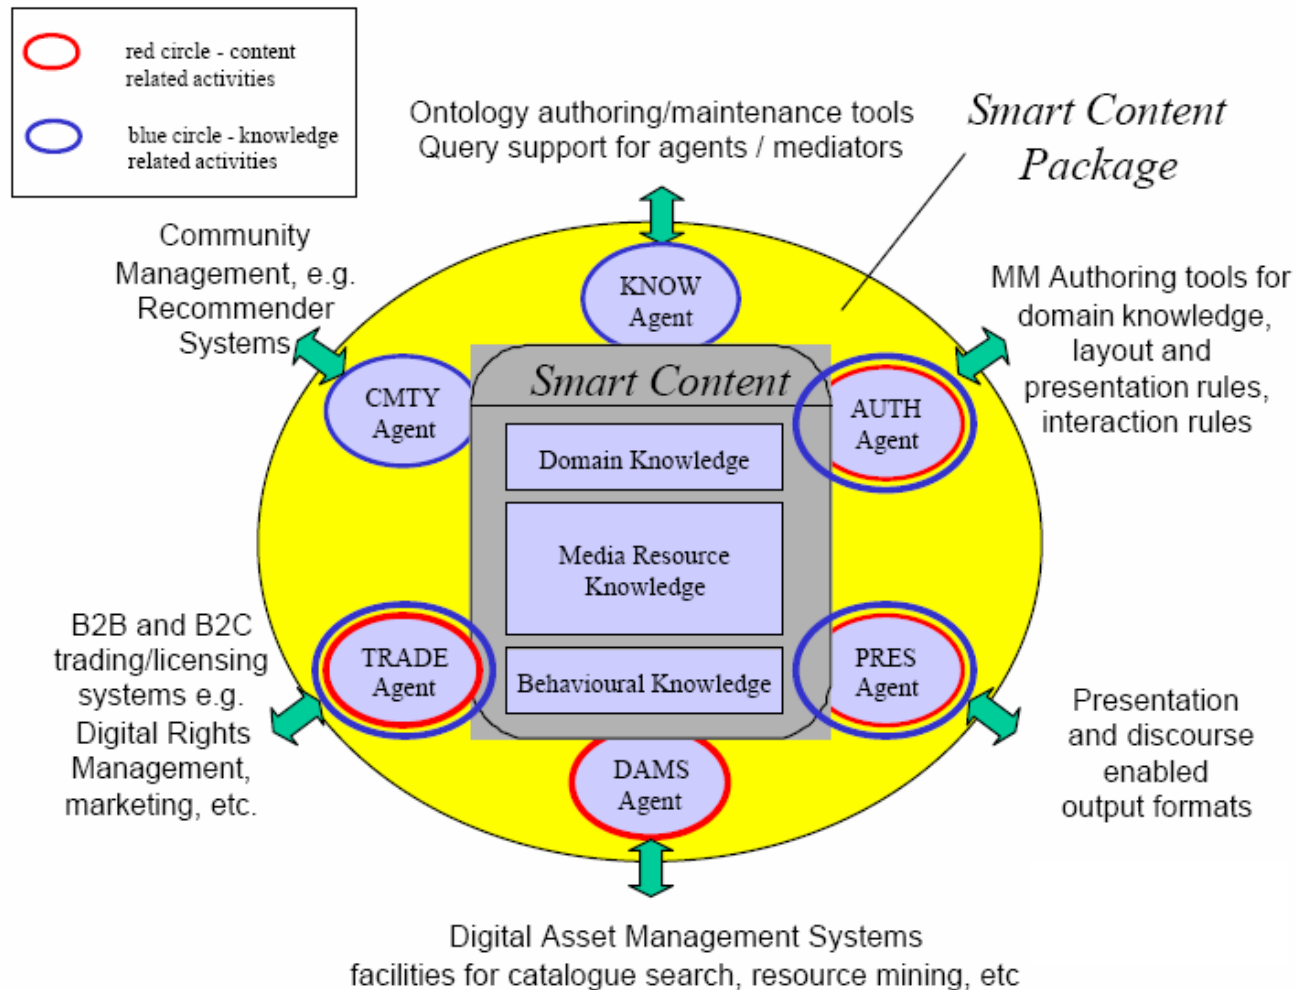 red circle - content
related activities
blue circle - knowledge
related activities
Ontology authoring/maintenance tools
Query support for agents / mediators
Smart Content
Package
Community
Management, e.g.
Recommender
Systems
KNOW
Agent
MM Authoring tools for
domain knowledge,
layout and
presentation rules,
interaction rules
CMTY
Agent
Smart Content
AUTH
Agent
Domain Knowledge
Media Resource
Knowledge
Behavioural Knowledge
B2B and B2C
trading/licensing
systems e.g.
Digital Rights
Management,
marketing, etc.
TRADE
Agent
PRES
Agent
Presentation
and discourse
enabled
output formats
DAMS
Agent
Digital Asset Management Systems
facilities for catalogue search, resource mining, etc